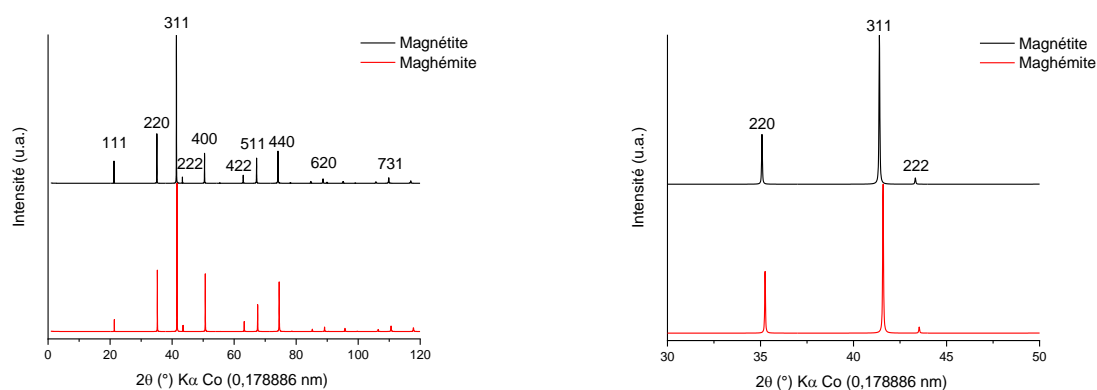 311
Magnétite
Maghémite
220
400
511 440
111
222
422
620
731
Intensité (u.a.)
0 20 40 60 80 100 120
2θ (°) Kα Co (0,178886 nm)
311
Magnétite
Maghémite
220
222
Intensité (u.a.)
30 35 40 45 50
2θ (°) Kα Co (0,178886 nm)